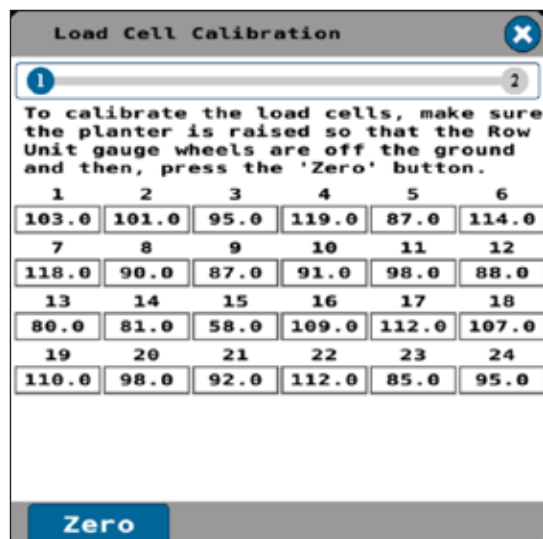 Load Cell Calibration
1 2
To calibrate the load cells, make sure
the planter is raised so that the Row
Unit gauge wheels are off the ground
and then, press the 'Zero' button.
1 2 3 4 5 6
103.0 101.0 95.0 119.0 87.0 114.0
7 8 9 10 11 12
118.0 90.0 87.0 91.0 98.0 88.0
13 14 15 16 17 18
80.0 81.0 58.0 109.0 112.0 107.0
19 20 21 22 23 24
110.0 98.0 92.0 112.0 85.0 95.0
Zero